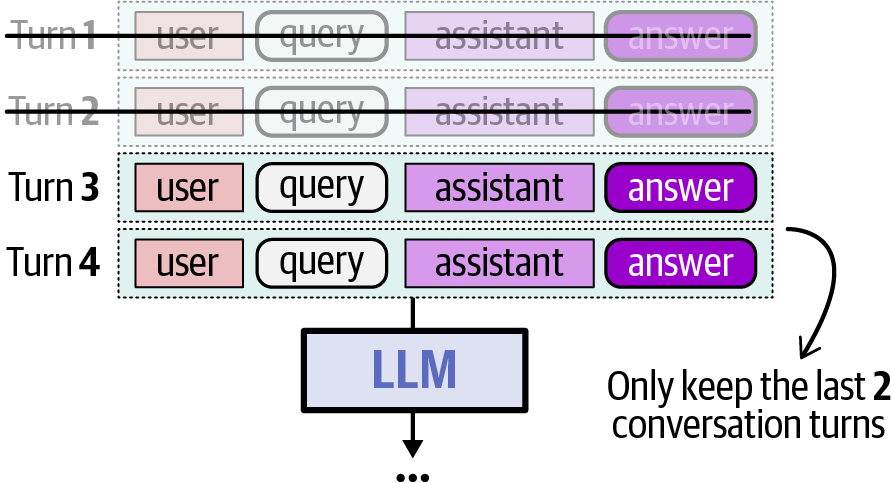 Turn 1 user query assistant answer
Turn 2 user query assistant answer
Turn 3 user query assistant answer
Turn 4 user query assistant answer
LLM
Only keep the last 2
conversation turns
...